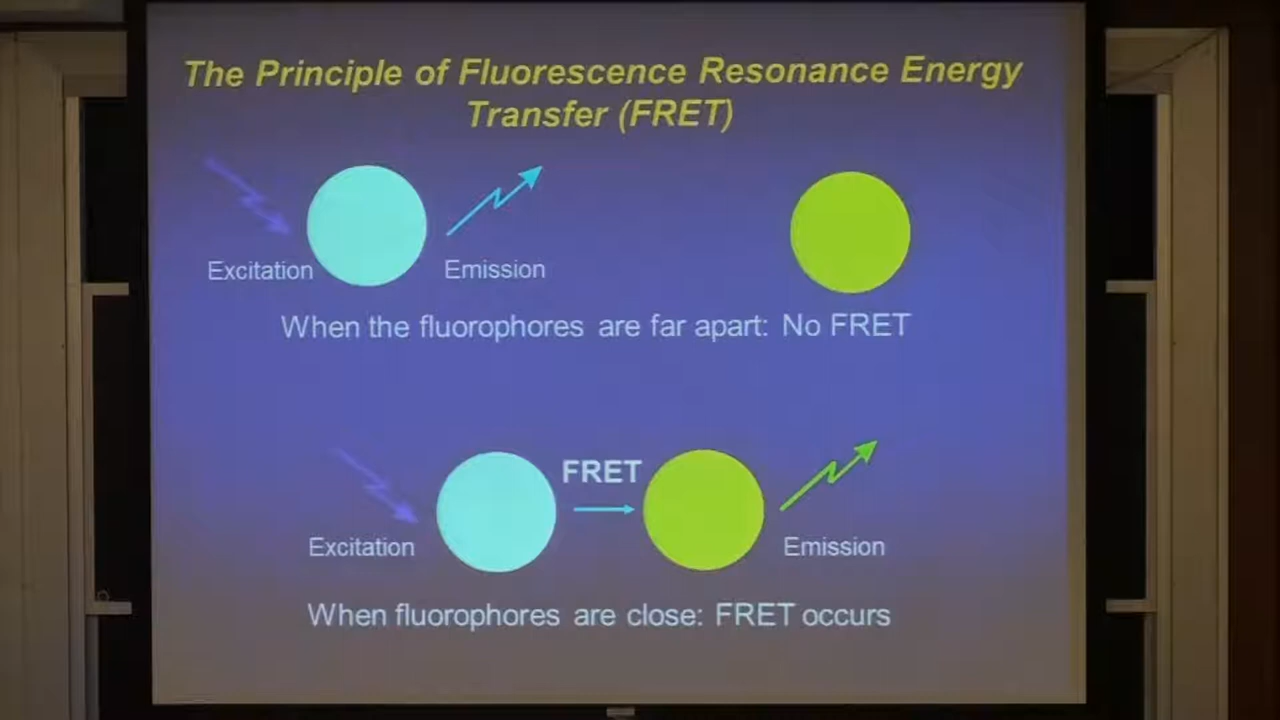 The Principle of Fluorescence Resonance Energy
Transfer (FRET)
Excitation
Emission
When the fluorophores are far apart: No FRET
FRET
Excitation
Emission
When fluorophores are close: FRET occurs